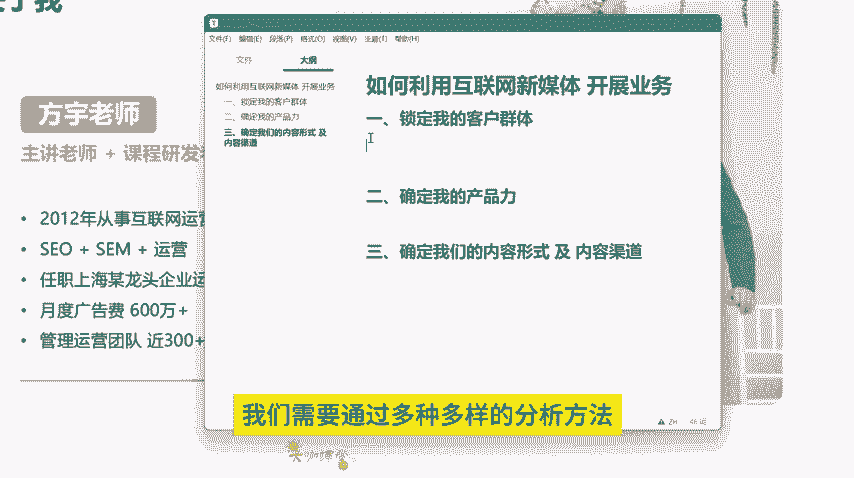 于我
方宇老师
主讲老师 + 课程研发
• 2012年从事互联网运营
• SEO + SEM + 运营
• 任职上海某龙头企业运
• 月度广告费 600万+
• 管理运营团队 近300+
T
文件(F) 编辑(E) 段落(P) 格式(O) 视图(V) 主题(T) 帮助(H)
文件 大纲
如何利用互联网新媒体 开展业务
一、锁定我的客户群体
二、确定我的产品力
三、确定我们的内容形式 及
内容渠道
如何利用互联网新媒体 开展业务
一、锁定我的客户群体
二、确定我的产品力
三、确定我们的内容形式 及 内容渠道
我们需要通过多种多样的分析方法